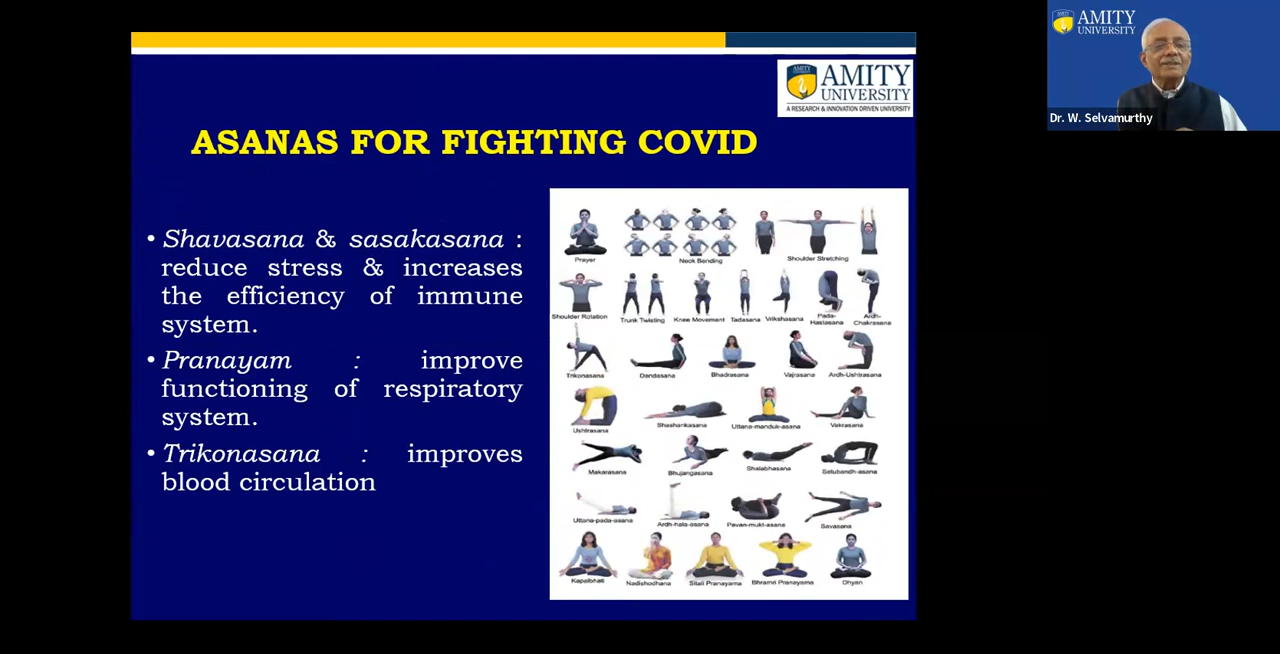 AMITY
UNIVERSITY
Dr. W. Selvamurthy
AMITY
UNIVERSITY
A RESEARCH & INNOVATION DRIVEN UNIVERSITY
ASANAS FOR FIGHTING COVID
• Shavasana & sasakasana :
reduce stress & increases
the efficiency of immune
system.
• Pranayam : improve
functioning of respiratory
system.
• Trikonasana : improves
blood circulation
Prayer
Neck Bending
Shoulder Stretching
Shoulder Rotation
Trunk Twisting
Knee Movement
Tadasana
Vrikshasana
Pada-
Hastasana
Ardh-
Chakrasana
Trikonasana
Dandasana
Bhadrasana
Vajrasana
Ardh-Ushtrasana
Ushtrasana
Shashankasana
Uttana-manduk-asana
Vakrasana
Makarasana
Bhujangasana
Shalabhasana
Setubandh-asana
Uttana-pada-asana
Ardh-hala-asana
Pavan-mukt-asana
Savasana
Kapalbhati
Nadishodhana
Sitali Pranayama
Bhramri Pranayama
Dhyan